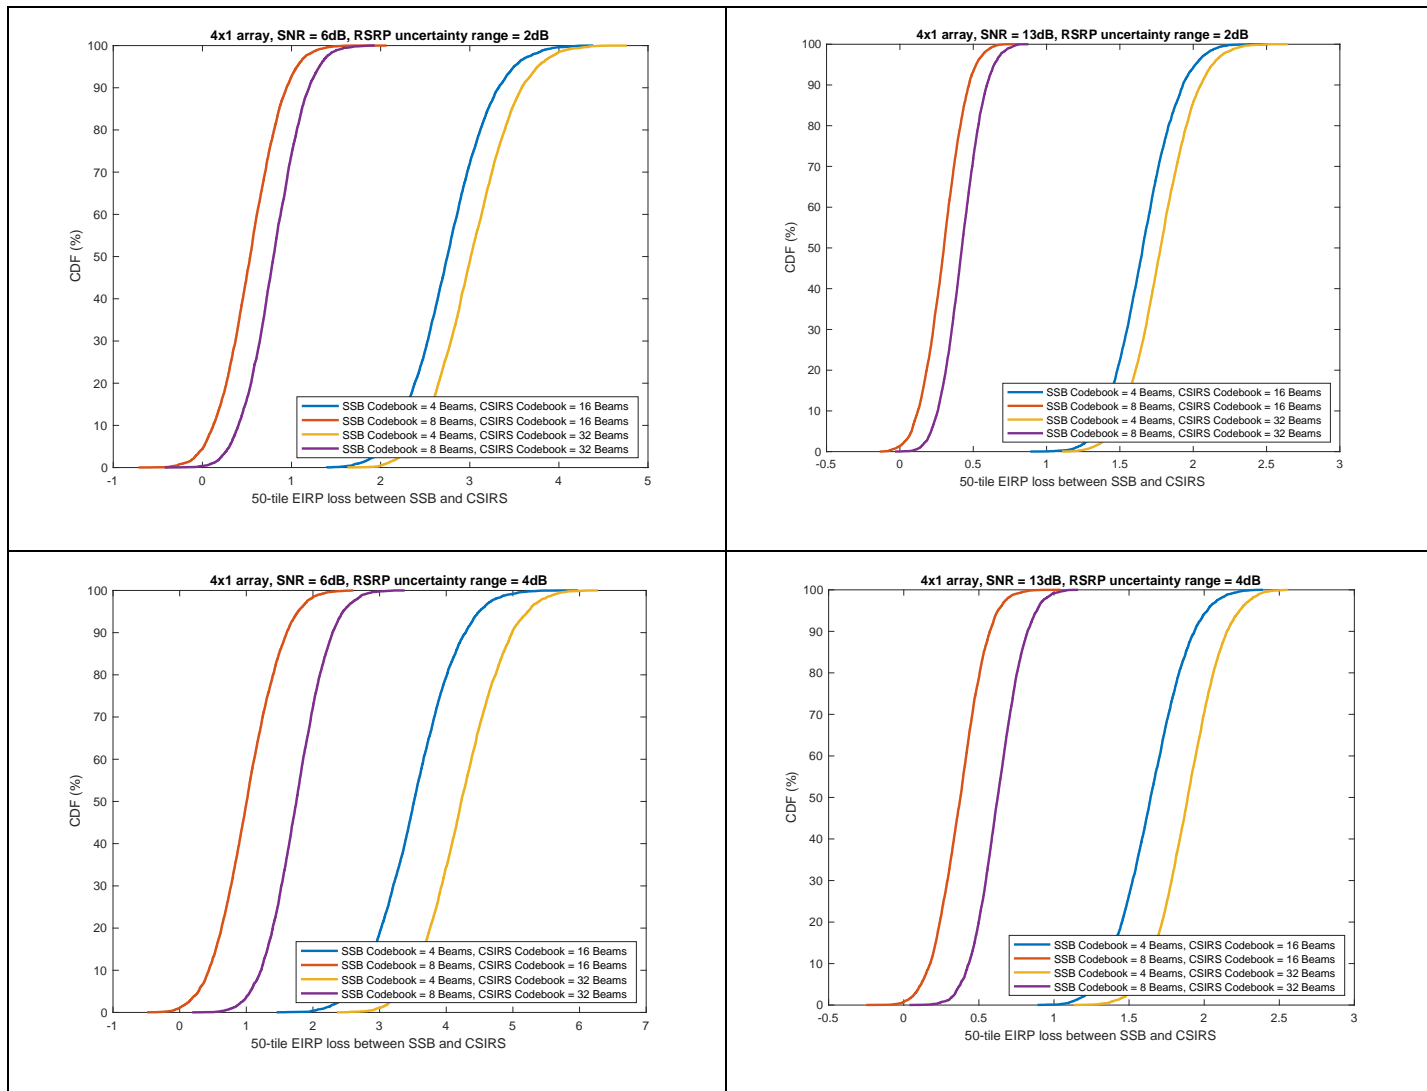 4x1 array, SNR = 6dB, RSRP uncertainty range = 2dB
100
90
80
70
60
50
40
30
20
10
0
CDF (%)
SSB Codebook = 4 Beams, CSIRS Codebook = 16 Beams
SSB Codebook = 8 Beams, CSIRS Codebook = 16 Beams
SSB Codebook = 4 Beams, CSIRS Codebook = 32 Beams
SSB Codebook = 8 Beams, CSIRS Codebook = 32 Beams
-1 0 1 2 3 4 5
50-tile EIRP loss between SSB and CSIRS
4x1 array, SNR = 13dB, RSRP uncertainty range = 2dB
100
90
80
70
60
50
40
30
20
10
0
CDF (%)
SSB Codebook = 4 Beams, CSIRS Codebook = 16 Beams
SSB Codebook = 8 Beams, CSIRS Codebook = 16 Beams
SSB Codebook = 4 Beams, CSIRS Codebook = 32 Beams
SSB Codebook = 8 Beams, CSIRS Codebook = 32 Beams
-0.5 0 0.5 1 1.5 2 2.5 3
50-tile EIRP loss between SSB and CSIRS
4x1 array, SNR = 6dB, RSRP uncertainty range = 4dB
100
90
80
70
60
50
40
30
20
10
0
CDF (%)
SSB Codebook = 4 Beams, CSIRS Codebook = 16 Beams
SSB Codebook = 8 Beams, CSIRS Codebook = 16 Beams
SSB Codebook = 4 Beams, CSIRS Codebook = 32 Beams
SSB Codebook = 8 Beams, CSIRS Codebook = 32 Beams
-1 0 1 2 3 4 5 6 7
50-tile EIRP loss between SSB and CSIRS
4x1 array, SNR = 13dB, RSRP uncertainty range = 4dB
100
90
80
70
60
50
40
30
20
10
0
CDF (%)
SSB Codebook = 4 Beams, CSIRS Codebook = 16 Beams
SSB Codebook = 8 Beams, CSIRS Codebook = 16 Beams
SSB Codebook = 4 Beams, CSIRS Codebook = 32 Beams
SSB Codebook = 8 Beams, CSIRS Codebook = 32 Beams
-0.5 0 0.5 1 1.5 2 2.5 3
50-tile EIRP loss between SSB and CSIRS